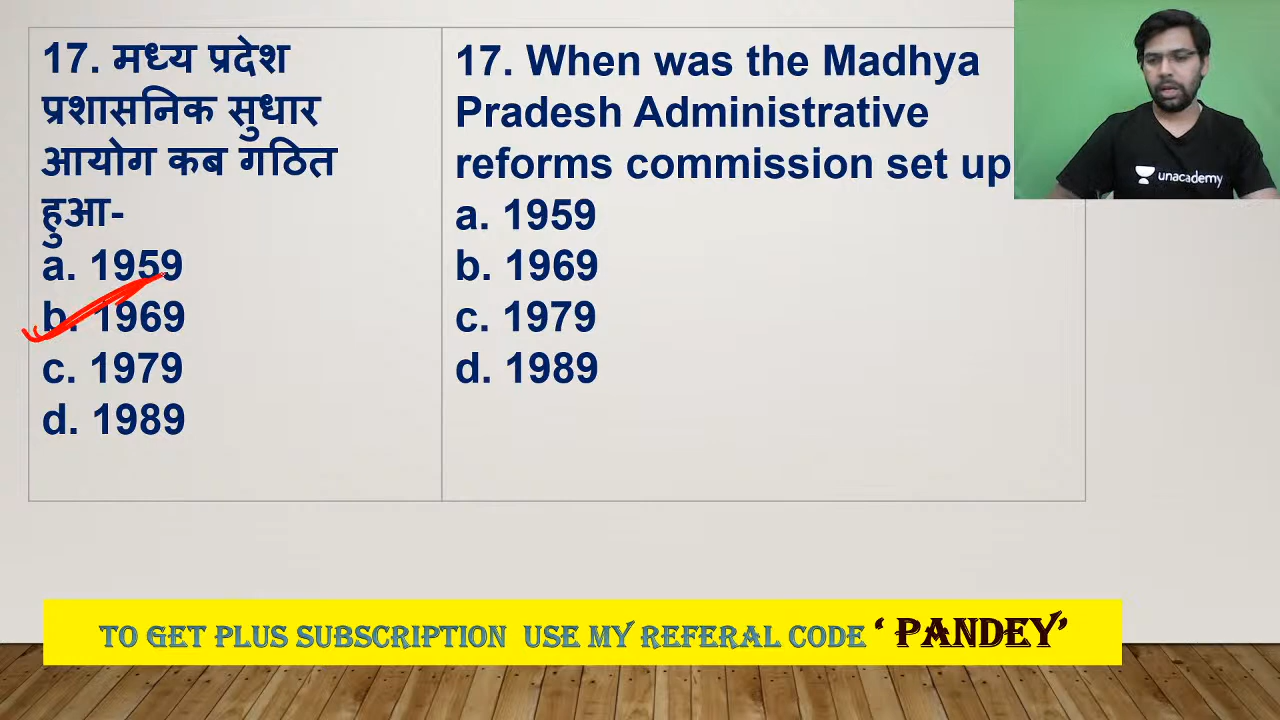 17. मध्य प्रदेश
प्रशासनिक सुधार
आयोग कब गठित
हुआ-
a. 1959
b. 1969
c. 1979
d. 1989
17. When was the Madhya
Pradesh Administrative
reforms commission set up
a. 1959
b. 1969
c. 1979
d. 1989
unacademy
TO GET PLUS SUBSCRIPTION USE MY REFERAL CODE ‘ PANDEY’